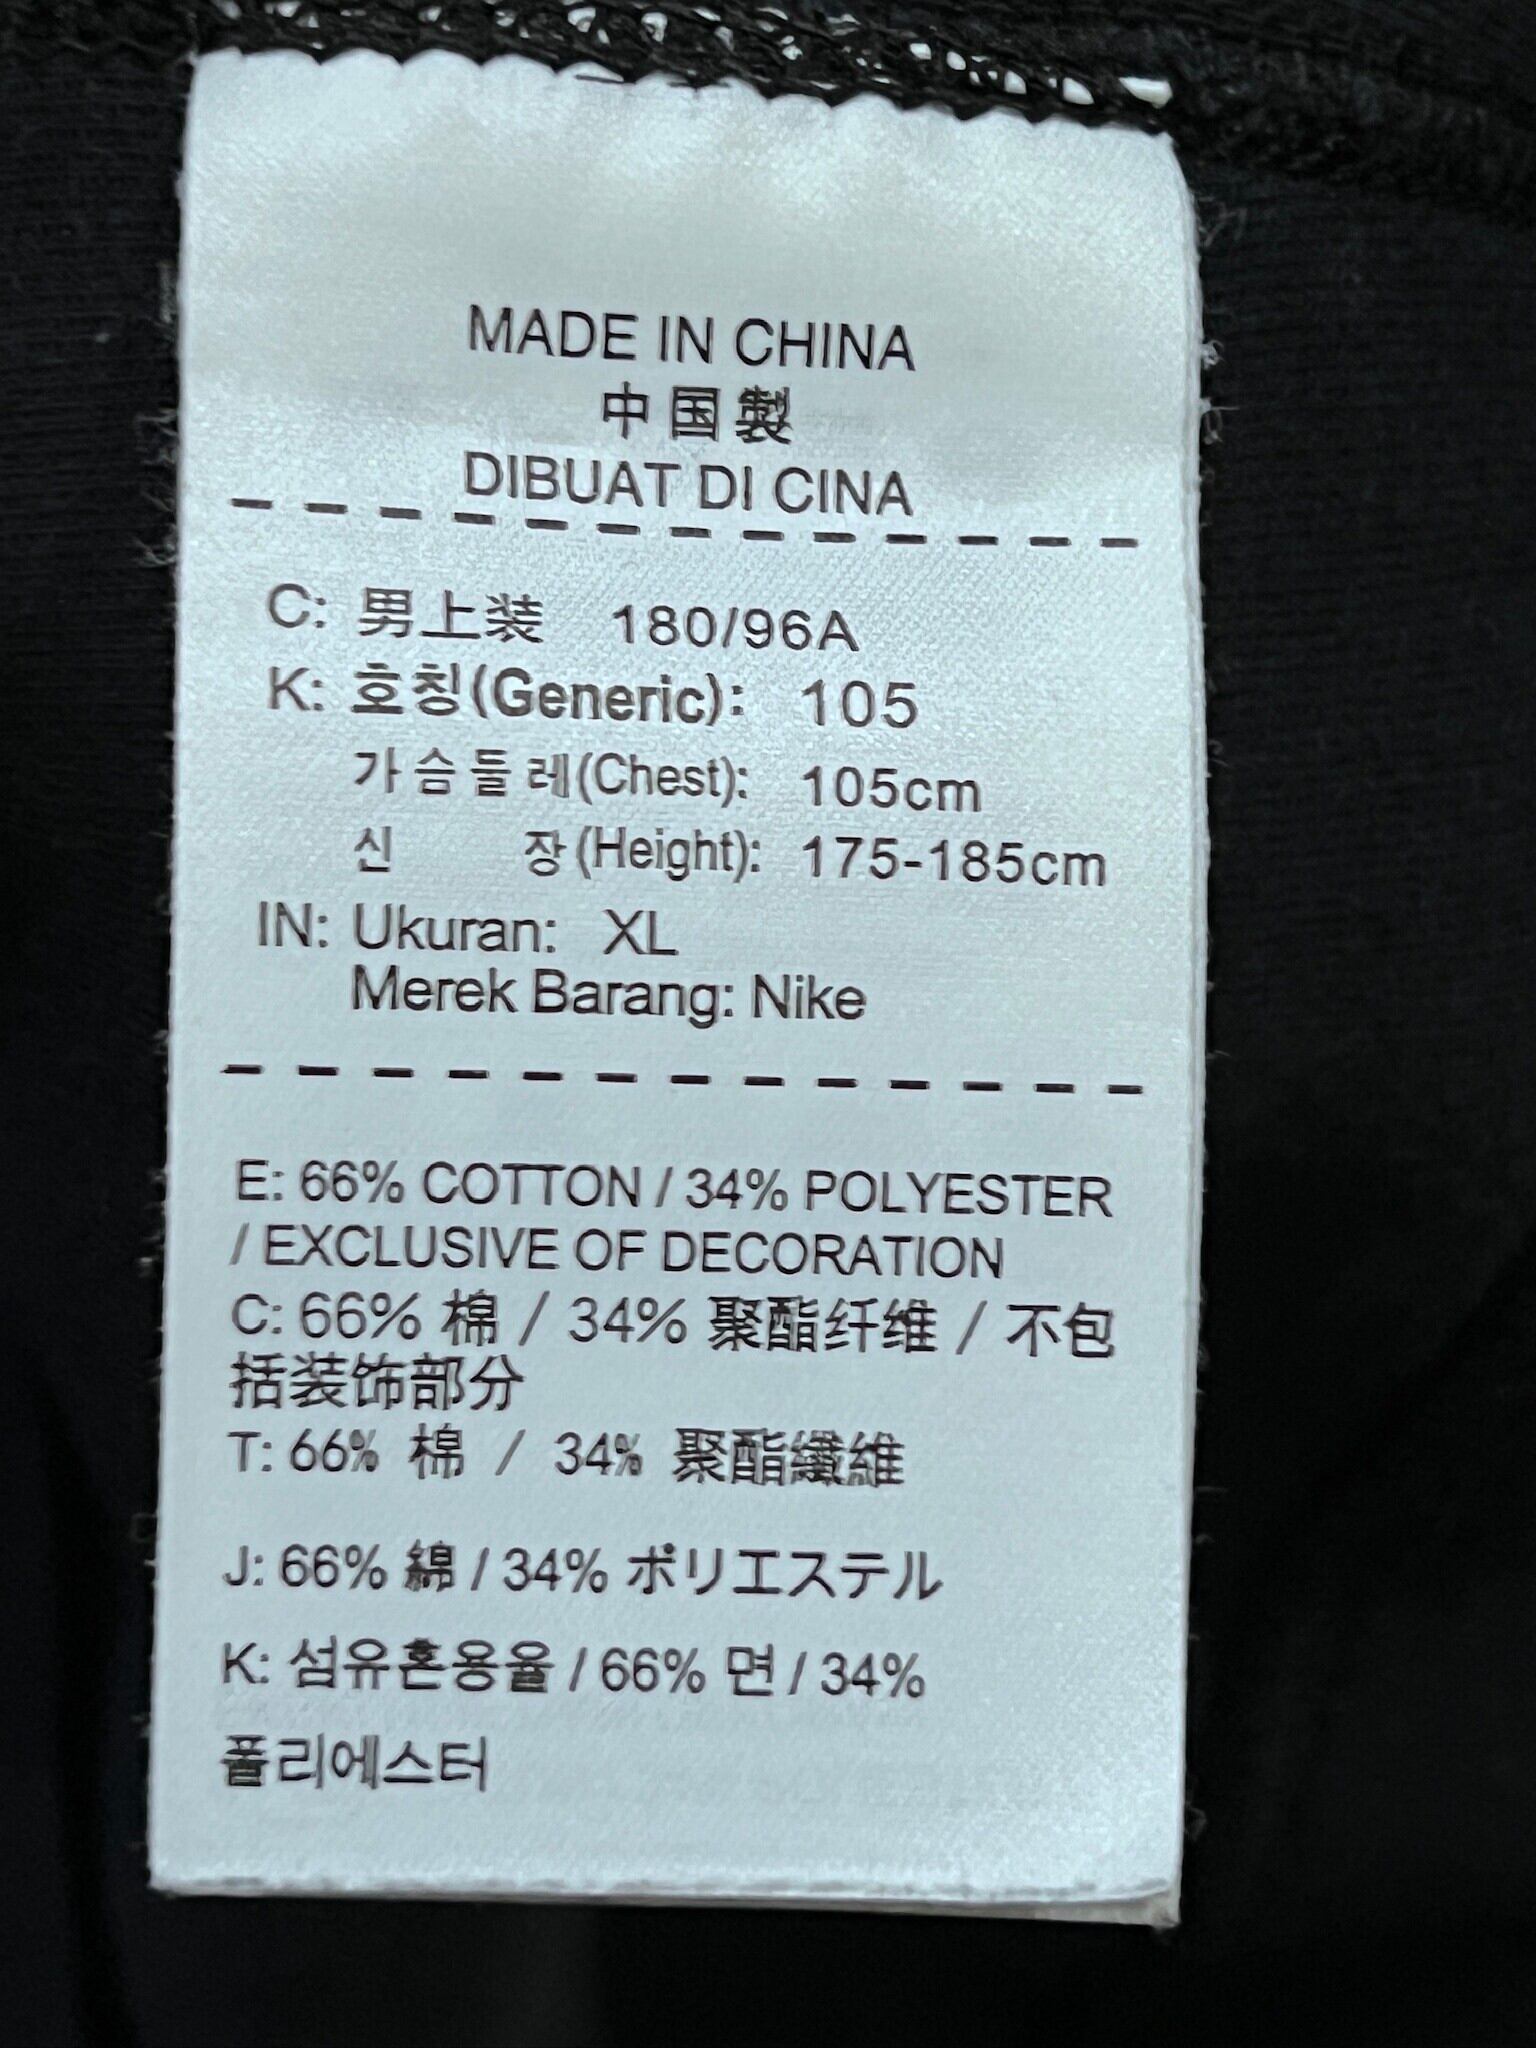 MADE IN CHINA
中国製
DIBUAT DI CINA
C: 男上装 180/96A
K: 호칭(Generic): 105
가슴둘레(Chest): 105cm
신 장(Height): 175-185cm
IN: Ukuran: XL
Merek Barang: Nike
E: 66% COTTON / 34% POLYESTER
/ EXCLUSIVE OF DECORATION
C: 66% 棉 / 34% 聚酯纤维 / 不包
括装饰部分
T: 66% 棉 / 34% 聚酯纖維
J: 66% 綿 / 34% ポリエステル
K: 섬유혼용율 / 66% 면 / 34%
폴리에스터